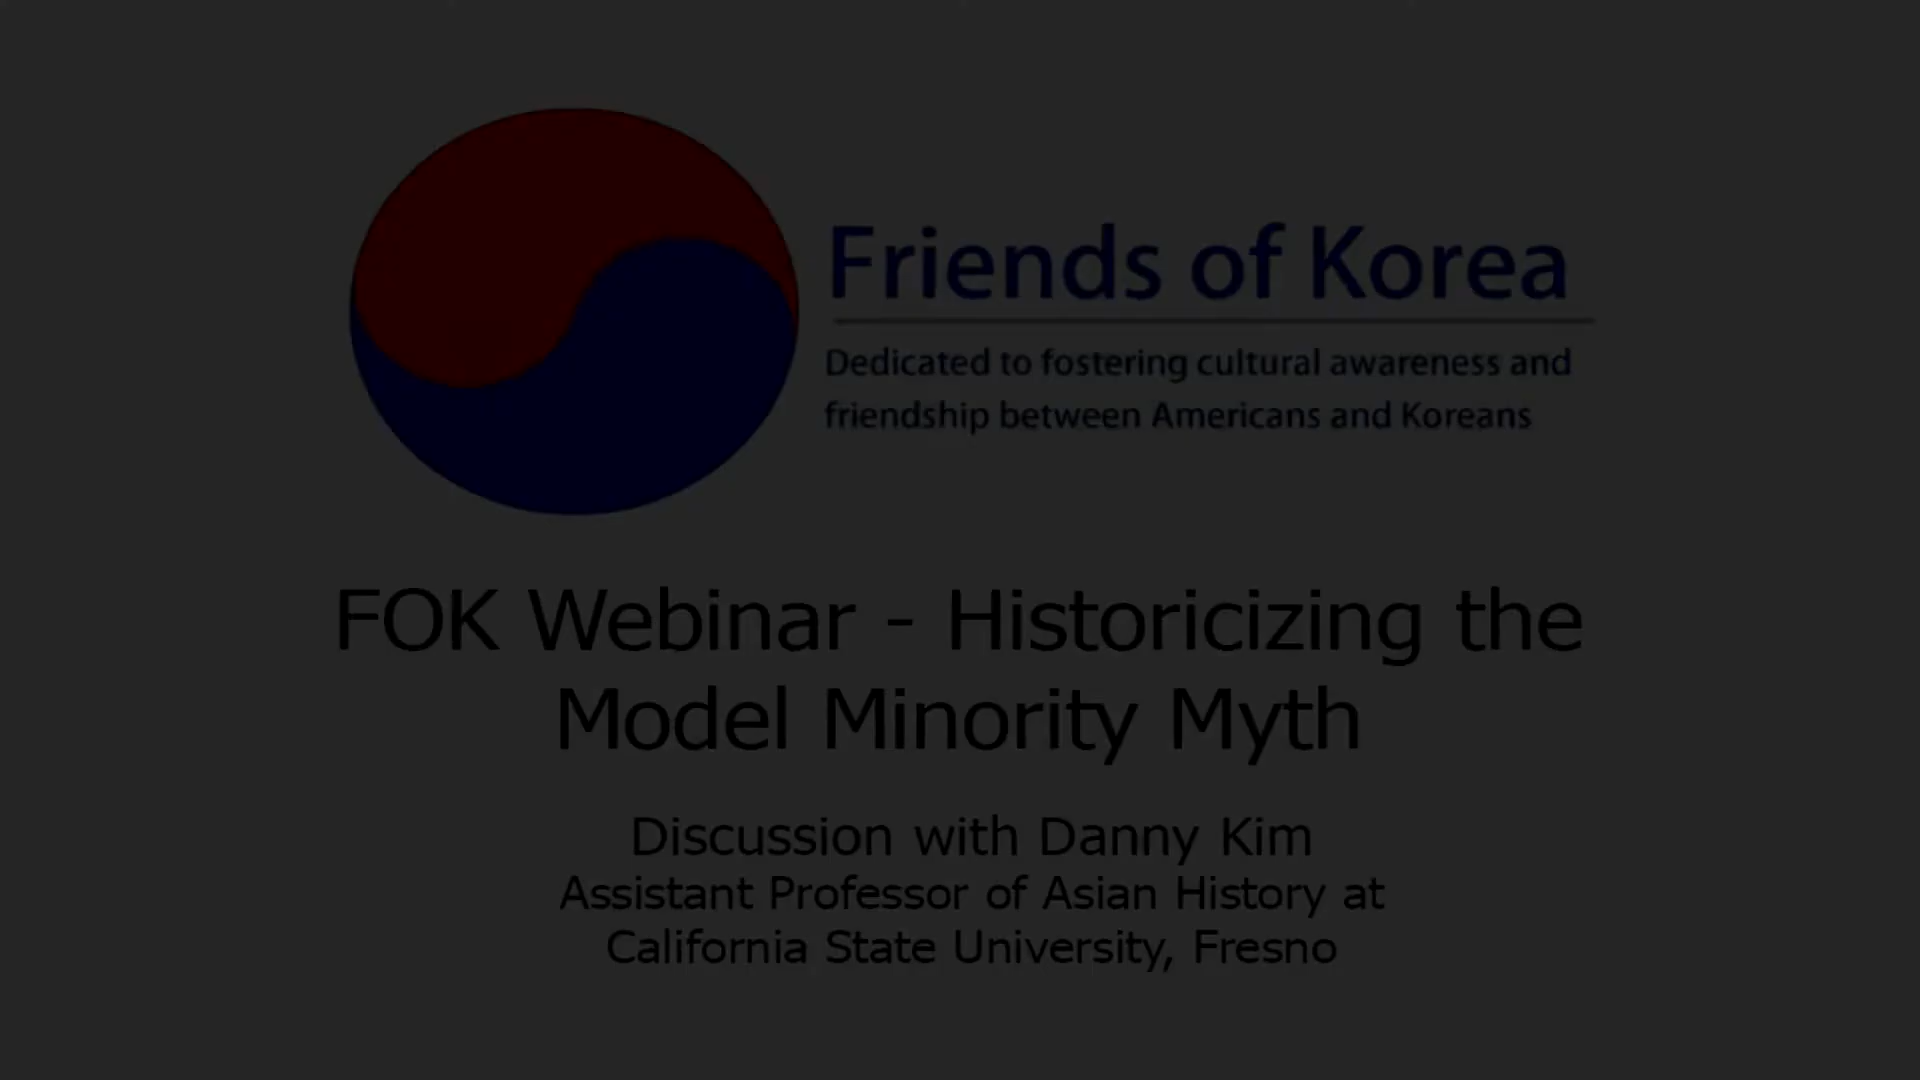 Friends of Korea
Dedicated to fostering cultural awareness and
friendship between Americans and Koreans
FOK Webinar - Historicizing the
Model Minority Myth
Discussion with Danny Kim
Assistant Professor of Asian History at
California State University, Fresno